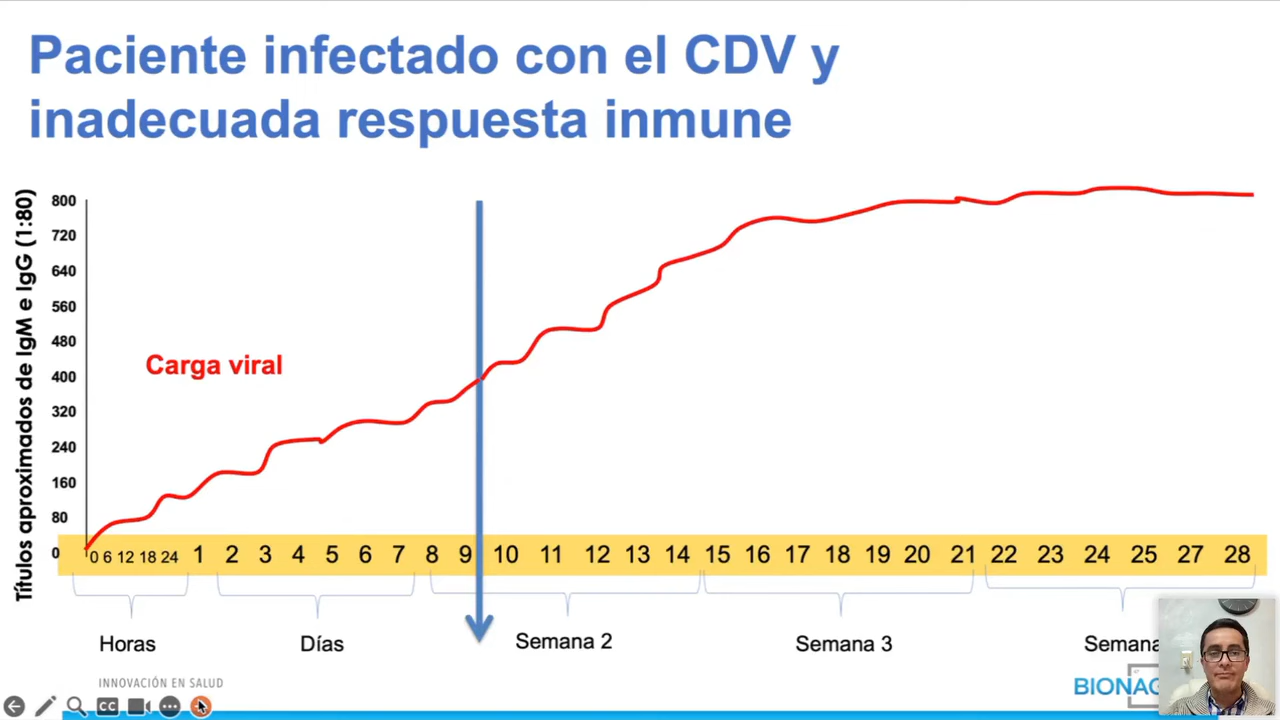 Paciente infectado con el CDV y
inadecuada respuesta inmune
Títulos aproximados de IgM e IgG (1:80)
800
720
640
560
480
400
320
240
160
80
0
Carga viral
0 6 12 18 24 1 2 3 4 5 6 7 8 9 10 11 12 13 14 15 16 17 18 19 20 21 22 23 24 25 27 28
Horas Días Semana 2 Semana 3 Semana
INNOVACIÓN EN SALUD
BIONAG
CC